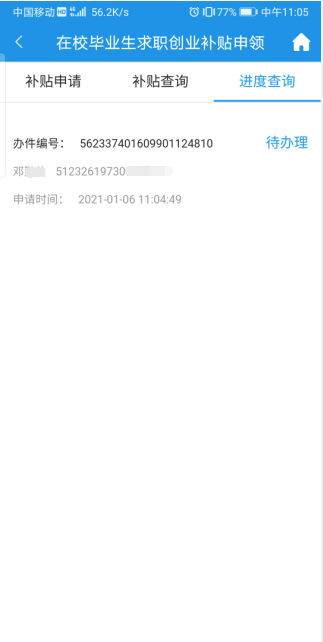 中国移动 HD 4G 56.2K/s 77% 中午11:05
在校毕业生求职创业补贴申领
补贴申请 补贴查询 进度查询
办件编号： 562337401609901124810 待办理
邓 51232619730
申请时间： 2021-01-06 11:04:49